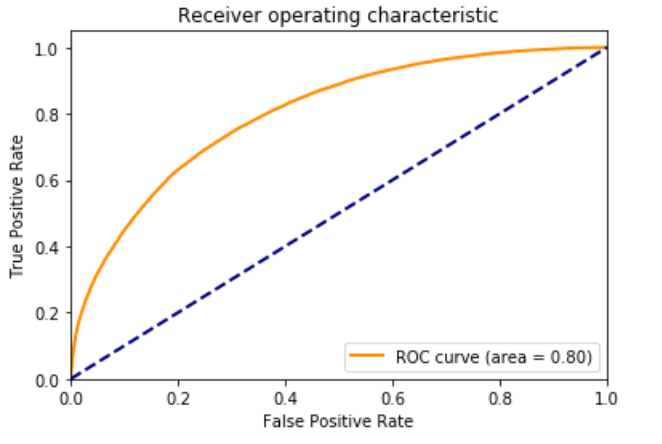 Receiver operating characteristic
1.0
0.8
0.6
0.4
0.2
0.0
True Positive Rate
ROC curve (area = 0.80)
0.0 0.2 0.4 0.6 0.8 1.0
False Positive Rate